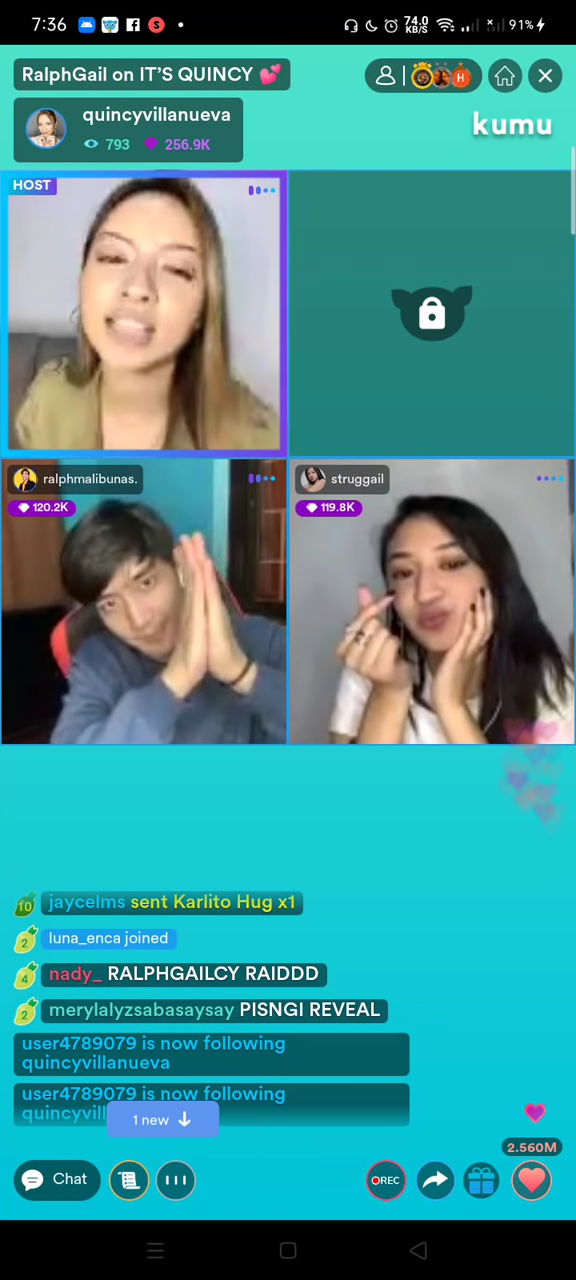 7:36
S
74.0
KB/S
91%
RalphGail on IT'S QUINCY 💕
H
quincyvillanueva
793
256.9K
kumu
HOST
ralphmalibunas.
120.2K
struggail
119.8K
10 jaycelms sent Karlito Hug x1
2 luna_enca joined
4 nady_ RALPHGAILCY RAIDDD
2 merylalyzsabasaysay PISNGI REVEAL
user4789079 is now following
quincyvillanueva
user4789079 is now following
quincyvill
1 new
2.560M
Chat
REC